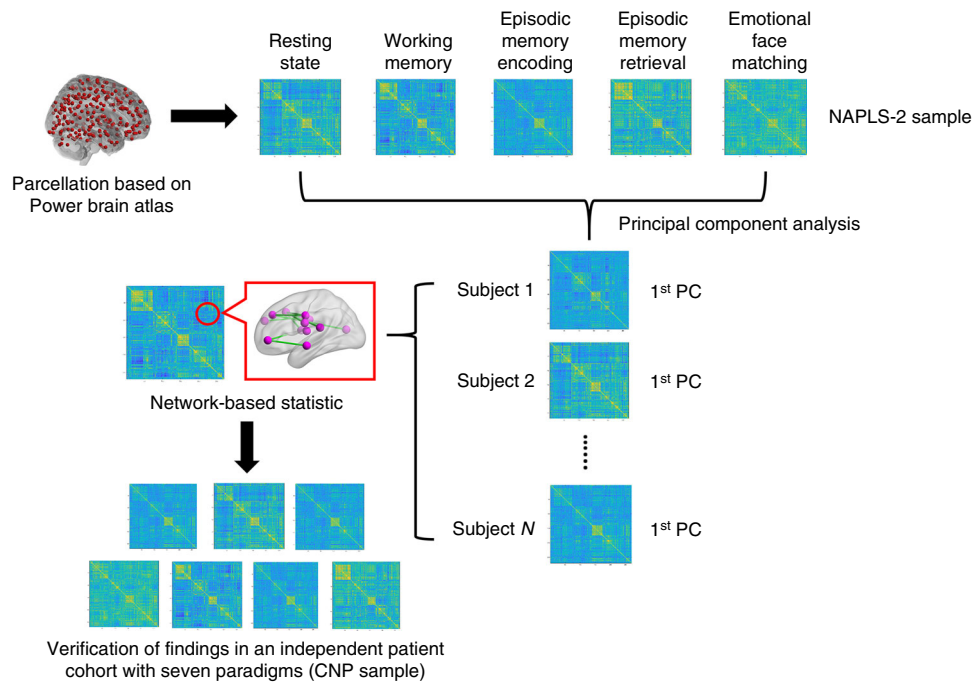 Resting state
Working memory
Episodic memory encoding
Episodic memory retrieval
Emotional face matching
NAPLS-2 sample
Parcellation based on
Power brain atlas
Principal component analysis
Subject 1
1st PC
Subject 2
1st PC
Subject N
1st PC
Network-based statistic
Verification of findings in an independent patient
cohort with seven paradigms (CNP sample)